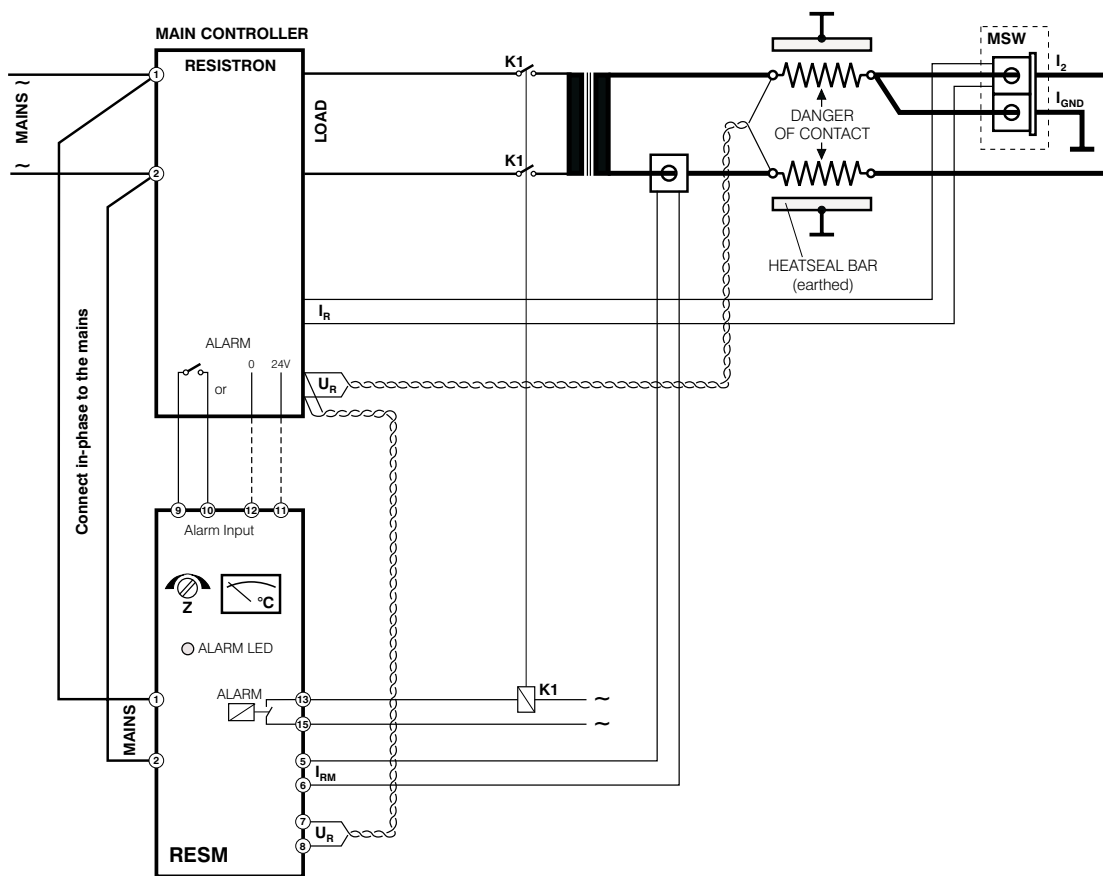 MAIN CONTROLLER
RESISTRON
MSW
K1
I2
1
~
MAINS
LOAD
IGND
DANGER
OF CONTACT
K1
~
2
HEATSEAL BAR
(earthed)
IR
Connect in-phase to the mains
ALARM
0
24V
or
UR
9
10
12
11
Alarm Input
Z
°C
ALARM LED
1
ALARM
13
K1
~
15
~
MAINS
2
5
IRM
6
7
UR
8
RESM